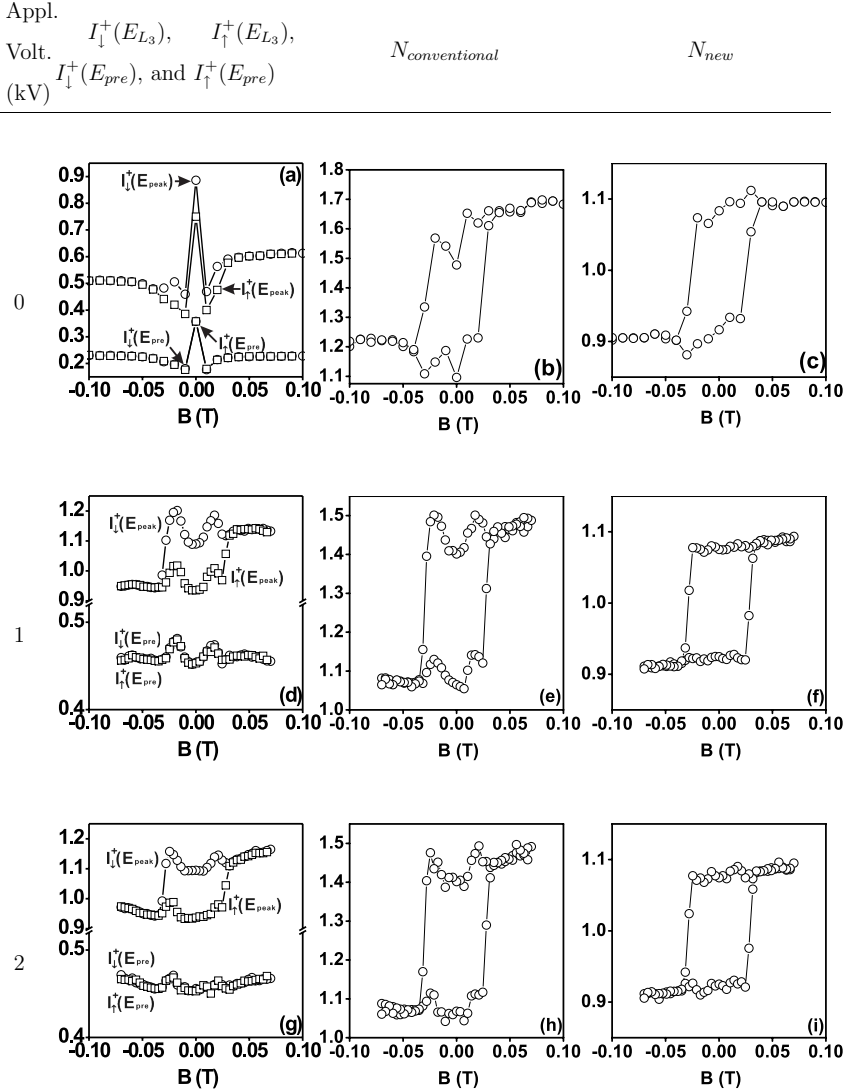 Appl.
Volt.
(kV)
I↓+(E_L3), I↑+(E_L3),
I↓+(E_pre), and I↑+(E_pre)
N_conventional
N_new
0
0.9
0.8
0.7
0.6
0.5
0.4
0.3
0.2
I↓+(Epeak)
(a)
I↑+(Epeak)
I↓+(Epre)
I↑+(Epre)
-0.10 -0.05 0.00 0.05 0.10
B (T)
1.8
1.7
1.6
1.5
1.4
1.3
1.2
1.1
(b)
-0.10 -0.05 0.00 0.05 0.10
B (T)
1.1
1.0
0.9
(c)
-0.10 -0.05 0.00 0.05 0.10
B (T)
1
1.2
1.1
1.0
0.9
0.5
0.4
I↓+(Epeak)
I↑+(Epeak)
I↓+(Epre)
I↑+(Epre)
(d)
-0.10 -0.05 0.00 0.05 0.10
B (T)
1.5
1.4
1.3
1.2
1.1
1.0
(e)
-0.10 -0.05 0.00 0.05 0.10
B (T)
1.1
1.0
0.9
(f)
-0.10 -0.05 0.00 0.05 0.10
B (T)
2
1.2
1.1
1.0
0.9
0.5
0.4
I↓+(Epeak)
I↑+(Epeak)
I↓+(Epre)
I↑+(Epre)
(g)
-0.10 -0.05 0.00 0.05 0.10
B (T)
1.5
1.4
1.3
1.2
1.1
1.0
(h)
-0.10 -0.05 0.00 0.05 0.10
B (T)
1.1
1.0
0.9
(i)
-0.10 -0.05 0.00 0.05 0.10
B (T)